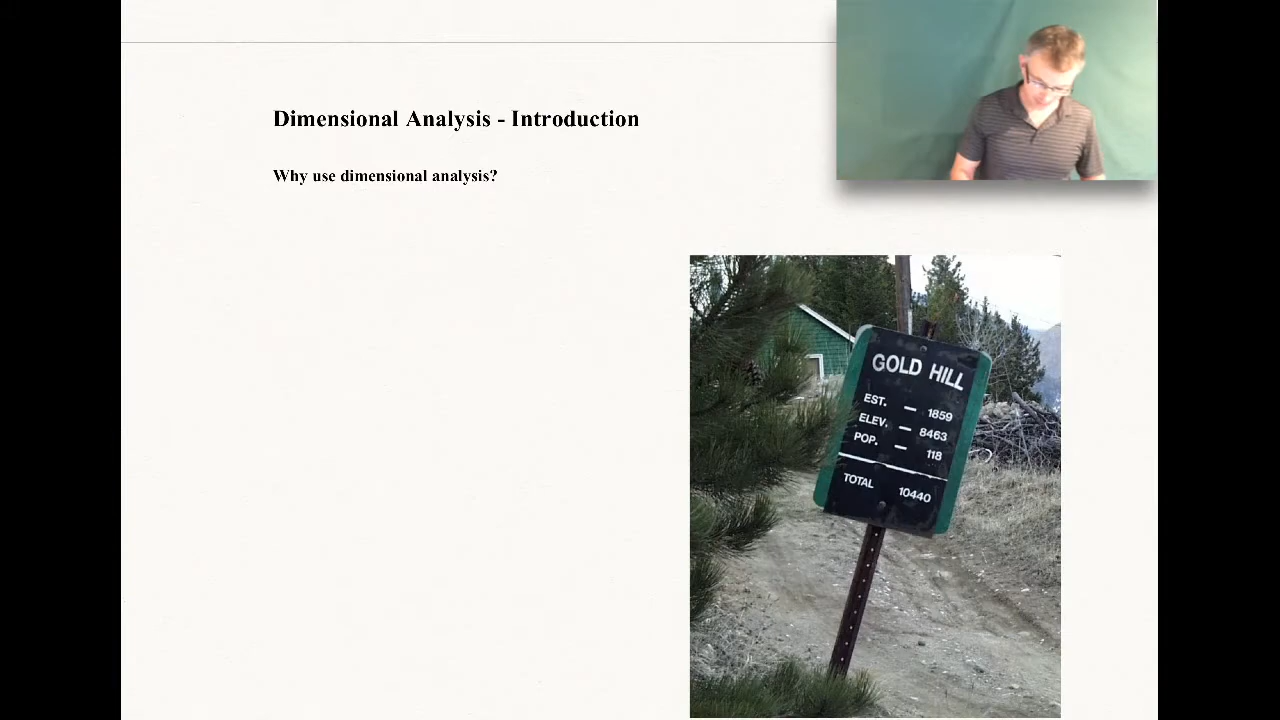 Dimensional Analysis - Introduction
Why use dimensional analysis?
GOLD HILL
EST. — 1859
ELEV. — 8463
POP. — 118
TOTAL 10440